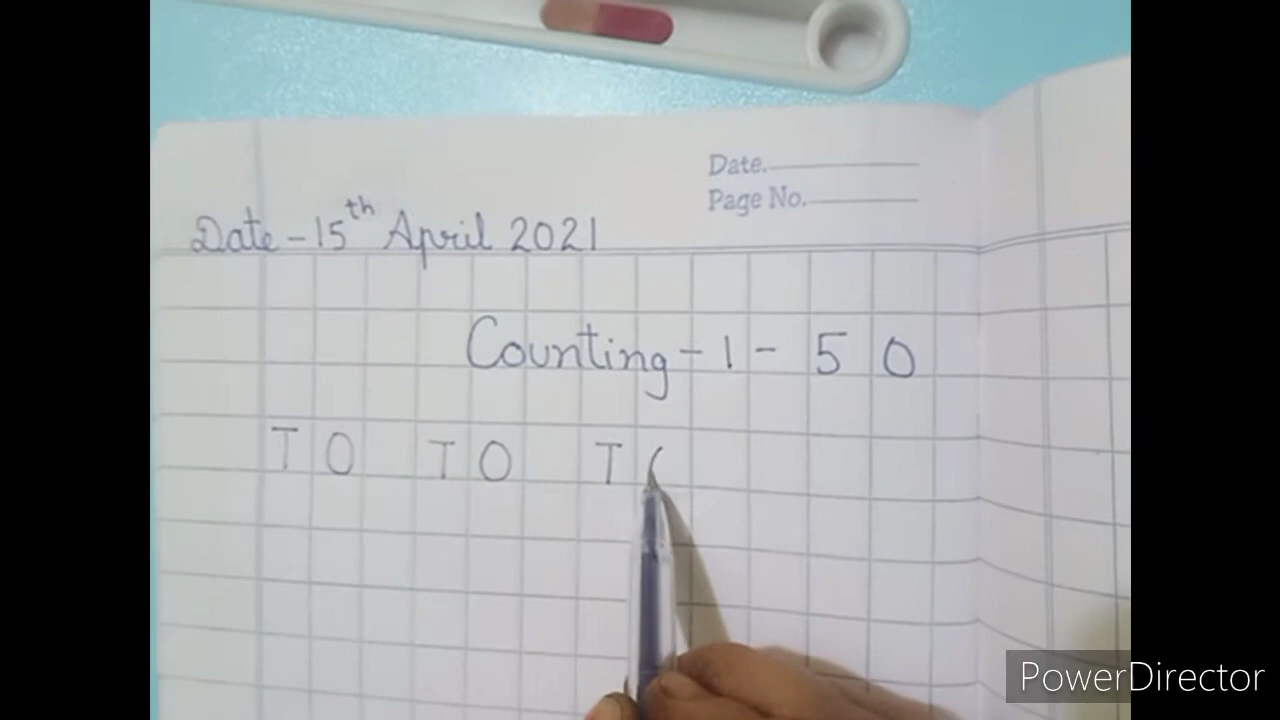 Date.
Page No.
Date - 15th April 2021
Counting - 1 - 5 0
T O T O T
PowerDirector